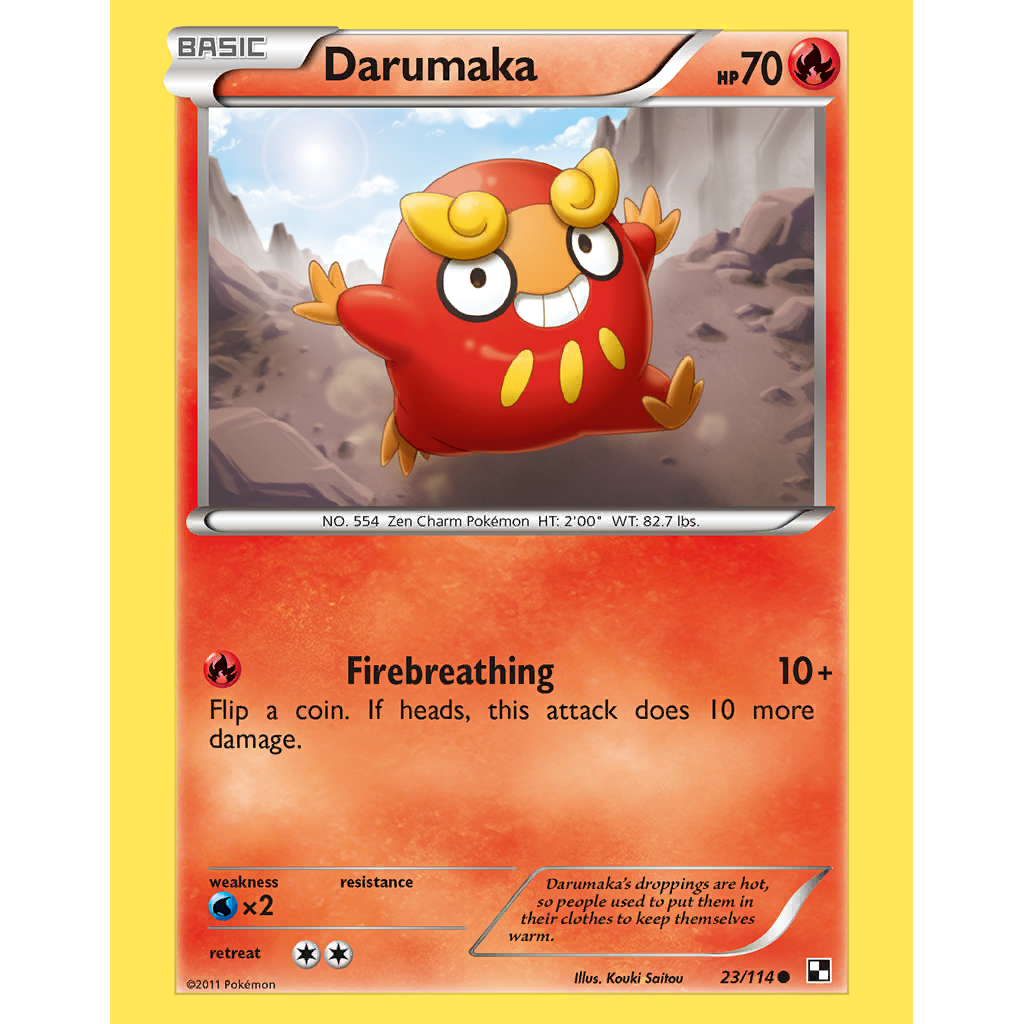 BASIC
Darumaka
HP 70
NO. 554 Zen Charm Pokémon HT: 2'00" WT: 82.7 lbs.
Firebreathing 10+
Flip a coin. If heads, this attack does 10 more
damage.
weakness resistance
×2
retreat
Darumaka's droppings are hot,
so people used to put them in
their clothes to keep themselves
warm.
Illus. Kouki Saitou 23/114
©2011 Pokémon